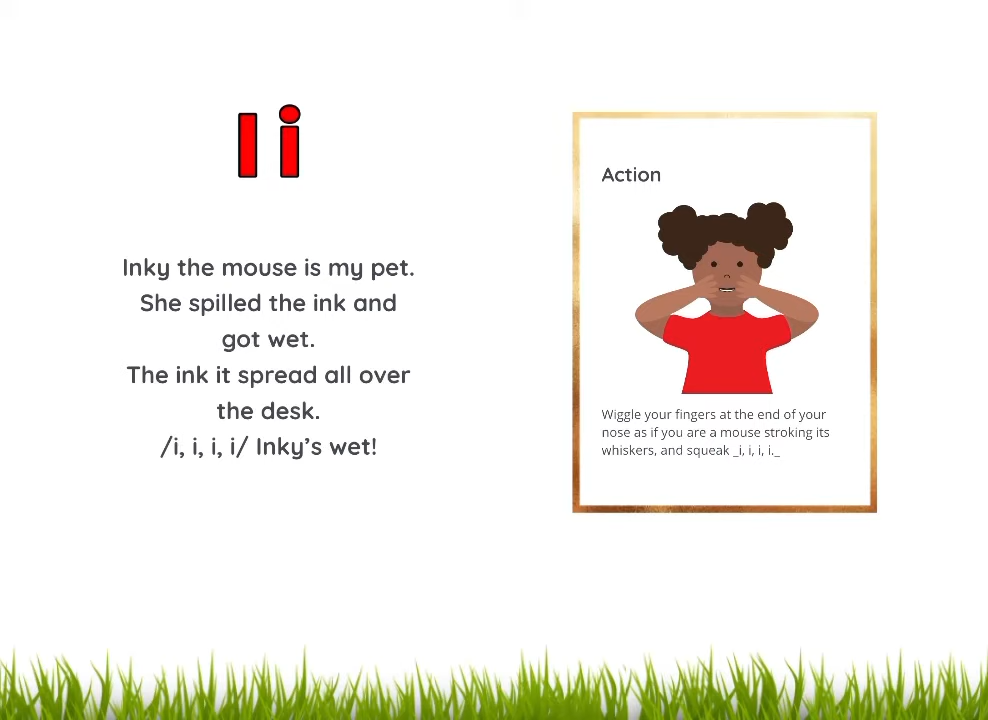 I i
Inky the mouse is my pet.
She spilled the ink and
got wet.
The ink it spread all over
the desk.
/i, i, i, i/ Inky’s wet!
Action
Wiggle your fingers at the end of your
nose as if you are a mouse stroking its
whiskers, and squeak _i, i, i, i._